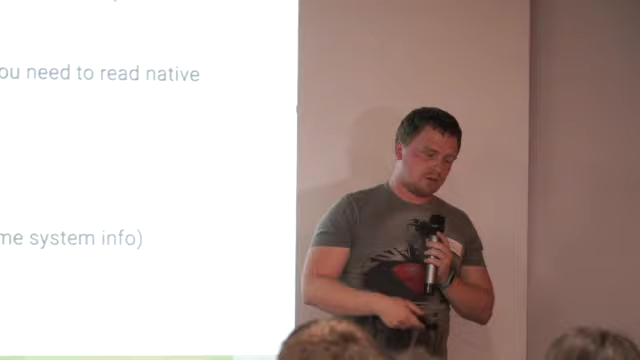 ou need to read native
me system info)